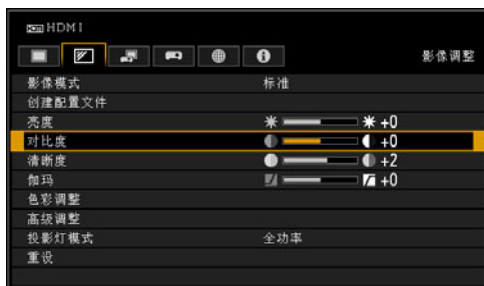 HDMI HDMI
影像调整
影像模式 标准
创建配置文件
亮度 +0
对比度 +0
清晰度 +2
伽玛 +0
色彩调整
高级调整
投影灯模式 全功率
重设